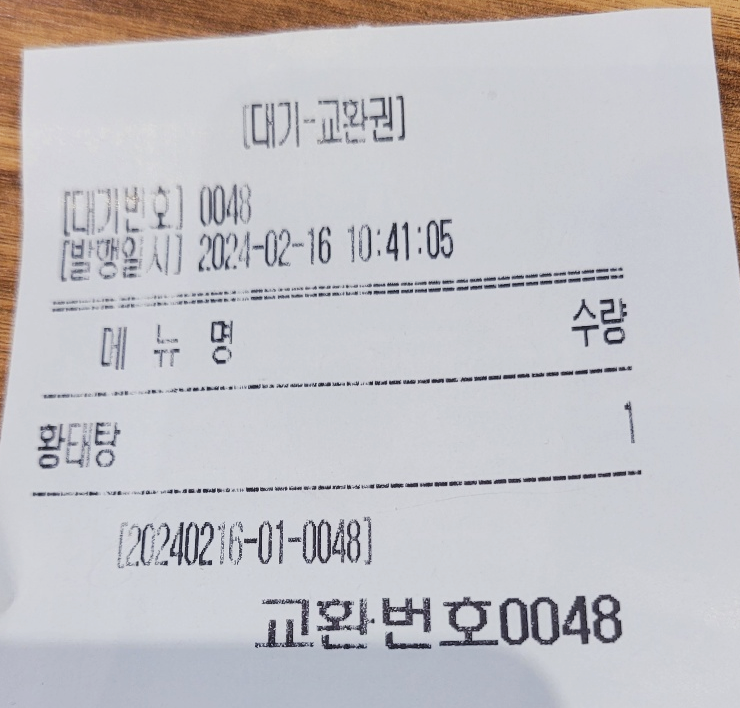 [대기-교환권]
[대기번호] 0048
[발행일시] 2024-02-16 10:41:05
메 뉴 명 수량
황태탕 1
[20240216-01-0048]
교환번호0048